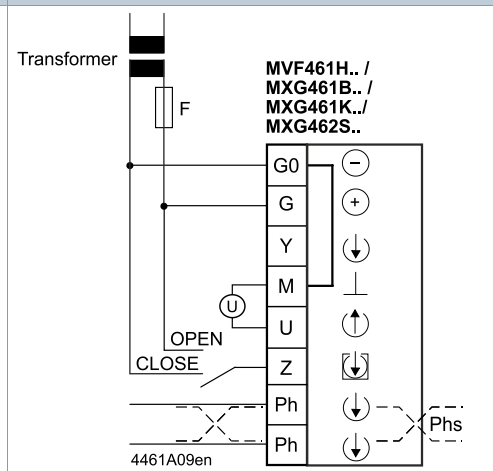 Transformer
F
MVF461H.. /
MXG461B.. /
MXG461K../
MXG462S..
G0
G
Y
M
U
U
OPEN
CLOSE
Z
Ph
Phs
Ph
4461A09en